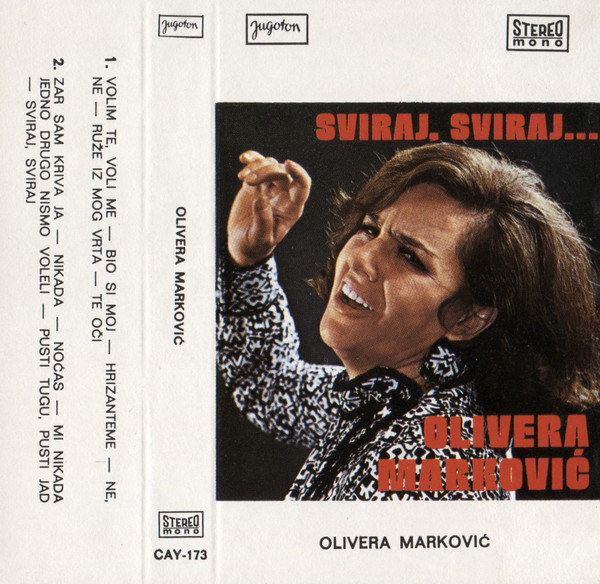 1. VOLIM TE, VOLI ME — BIO SI MOJ — HRIZANTEME — NE,
NE — RUŽE IZ MOG VRTA — TE OČI
2. ZAR SAM KRIVA JA — NIKADA — NOĆAS — MI NIKADA
JEDNO DRUGO NISMO VOLELI — PUSTI TUGU, PUSTI JAD
— SVIRAJ, SVIRAJ
Jugoton
OLIVERA MARKOVIĆ
STEREO
mono
CAY-173
Jugoton
STEREO
mono
SVIRAJ, SVIRAJ...
OLIVERA
MARKOVIĆ
OLIVERA MARKOVIĆ